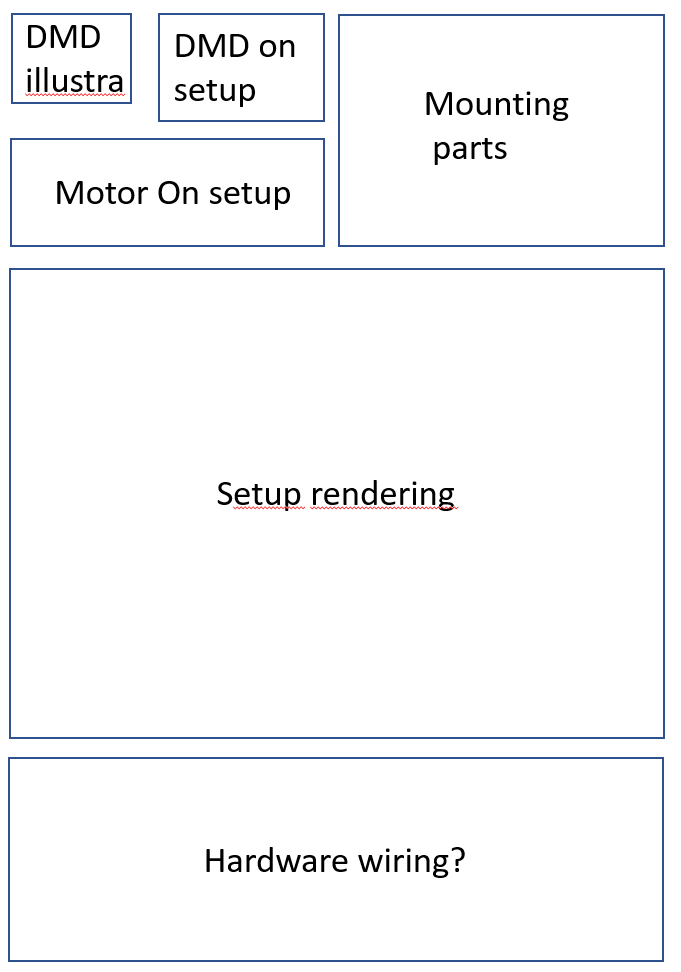 DMD
illustra
DMD on
setup
Mounting
parts
Motor On setup
Setup rendering
Hardware wiring?